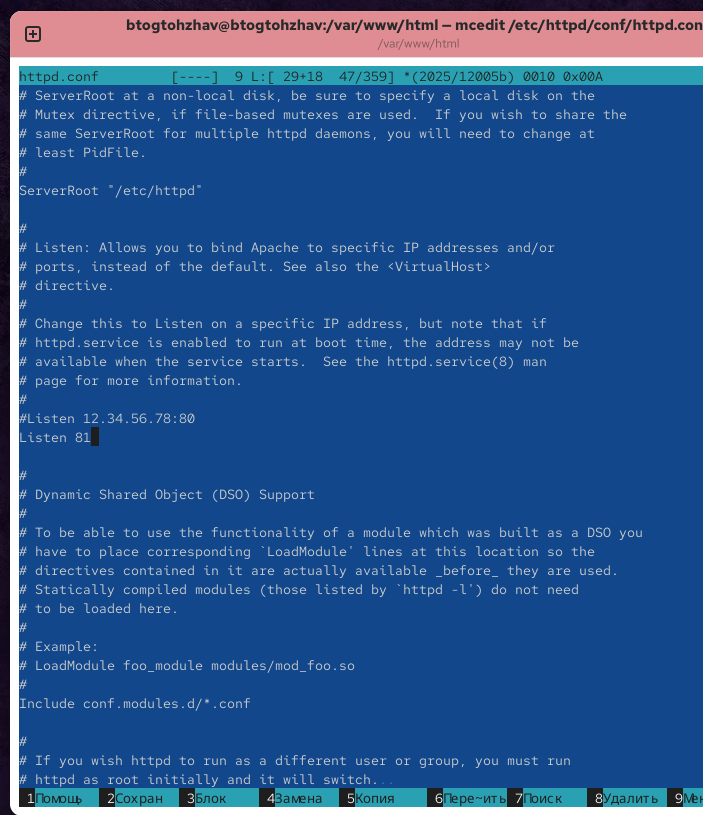 btogtohzhav@btogtohzhav:/var/www/html — mcedit /etc/httpd/conf/httpd.con
/var/www/html
httpd.conf         [----]  9 L:[ 29+18  47/359] *(2025/12005b) 0010 0x00A
# ServerRoot at a non-local disk, be sure to specify a local disk on the
# Mutex directive, if file-based mutexes are used.  If you wish to share the
# same ServerRoot for multiple httpd daemons, you will need to change at
# least PidFile.
#
ServerRoot "/etc/httpd"
#
# Listen: Allows you to bind Apache to specific IP addresses and/or
# ports, instead of the default. See also the <VirtualHost>
# directive.
#
# Change this to Listen on a specific IP address, but note that if
# httpd.service is enabled to run at boot time, the address may not be
# available when the service starts.  See the httpd.service(8) man
# page for more information.
#
#Listen 12.34.56.78:80
Listen 81
#
# Dynamic Shared Object (DSO) Support
#
# To be able to use the functionality of a module which was built as a DSO you
# have to place corresponding `LoadModule' lines at this location so the
# directives contained in it are actually available _before_ they are used.
# Statically compiled modules (those listed by `httpd -l') do not need
# to be loaded here.
#
# Example:
# LoadModule foo_module modules/mod_foo.so
#
Include conf.modules.d/*.conf
#
# If you wish httpd to run as a different user or group, you must run
# httpd as root initially and it will switch...
1Помощь 2Сохран 3Блок 4Замена 5Копия 6Пере~ить 7Поиск 8Удалить 9Мен